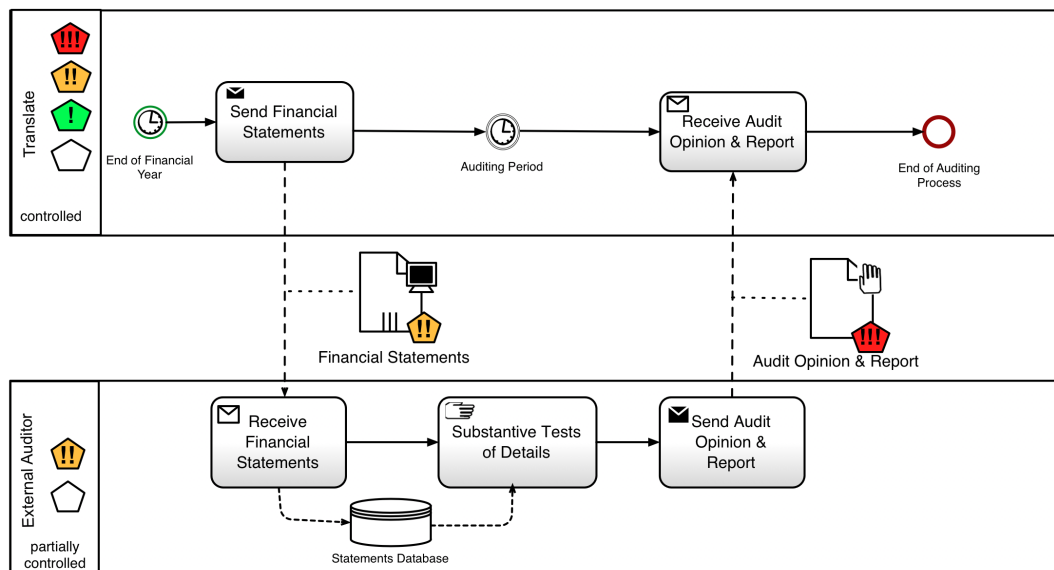 Translate
controlled
!!!
!!
!
End of Financial
Year
Send Financial
Statements
Auditing Period
Receive Audit
Opinion & Report
End of Auditing
Process
!!
Financial Statements
!!!
Audit Opinion & Report
External Auditor
partially
controlled
!!
Receive
Financial
Statements
Substantive Tests
of Details
Send Audit
Opinion &
Report
Statements Database